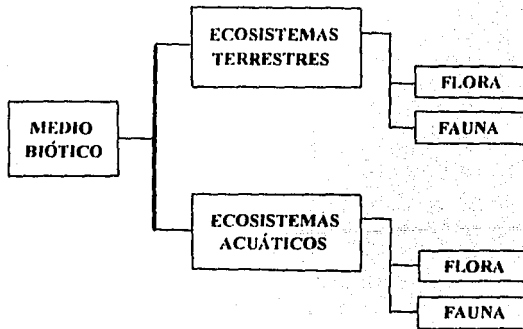 ECOSISTEMAS
TERRESTRES
FLORA
FAUNA
MEDIO
BIÓTICO
ECOSISTEMAS
ACUÁTICOS
FLORA
FAUNA